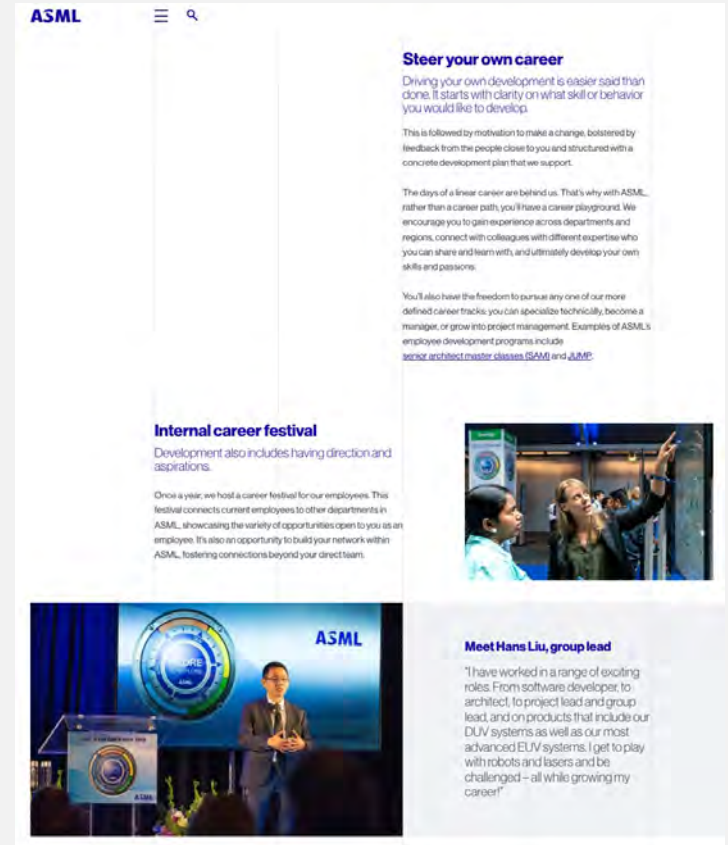 ASML
Steer your own career
Driving your own development is easier said than
done. It starts with clarity on what skill or behavior
you would like to develop.
This is followed by motivation to make a change, bolstered by
feedback from the people close to you and structured with a
concrete development plan that we support.
The days of a linear career are behind us. That's why with ASML,
rather than a career path, you'll have a career playground. We
encourage you to gain experience across departments and
regions, connect with colleagues with different expertise who
you can share and learn with, and ultimately develop your own
skills and passions.
You'll also have the freedom to pursue any one of our more
defined career tracks: you can specialize technically, become a
manager, or grow into project management. Examples of ASML's
employee development programs include
senior architect master classes (SAM) and JUMP.
Internal career festival
Development also includes having direction and
aspirations.
Once a year, we host a career festival for our employees. This
festival connects current employees to other departments in
ASML, showcasing the variety of opportunities open to you as an
employee. It's also an opportunity to build your network within
ASML, fostering connections beyond your direct team.
ASML
ASML
ASML
Meet Hans Liu, group lead
"I have worked in a range of exciting
roles. From software developer, to
architect, to project lead and group
lead, and on products that include our
DUV systems as well as our most
advanced EUV systems. I get to play
with robots and lasers and be
challenged – all while growing my
career!"